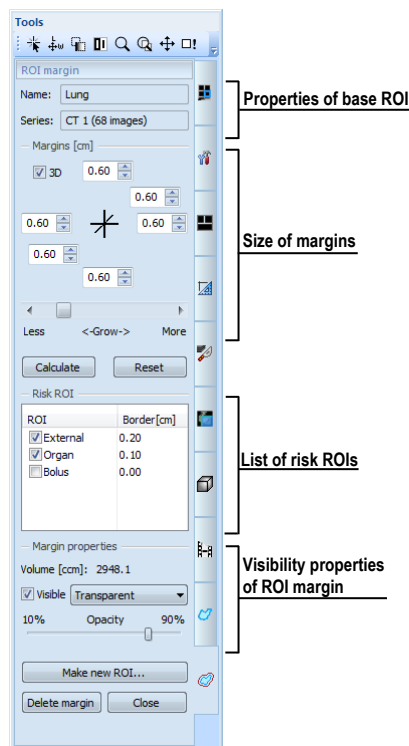 Tools
ROI margin
Name: Lung
Properties of base ROI
Series: CT 1 (68 images)
Margins [cm]
3D 0.60
0.60
0.60 0.60
Size of margins
0.60
0.60
Less <-Grow-> More
Calculate Reset
Risk ROI
ROI Border[cm]
External 0.20
Organ 0.10
Bolus 0.00
List of risk ROIs
Margin properties
Volume [ccm]: 2948.1
Visibility properties
of ROI margin
Visible Transparent
10% Opacity 90%
Make new ROI...
Delete margin Close